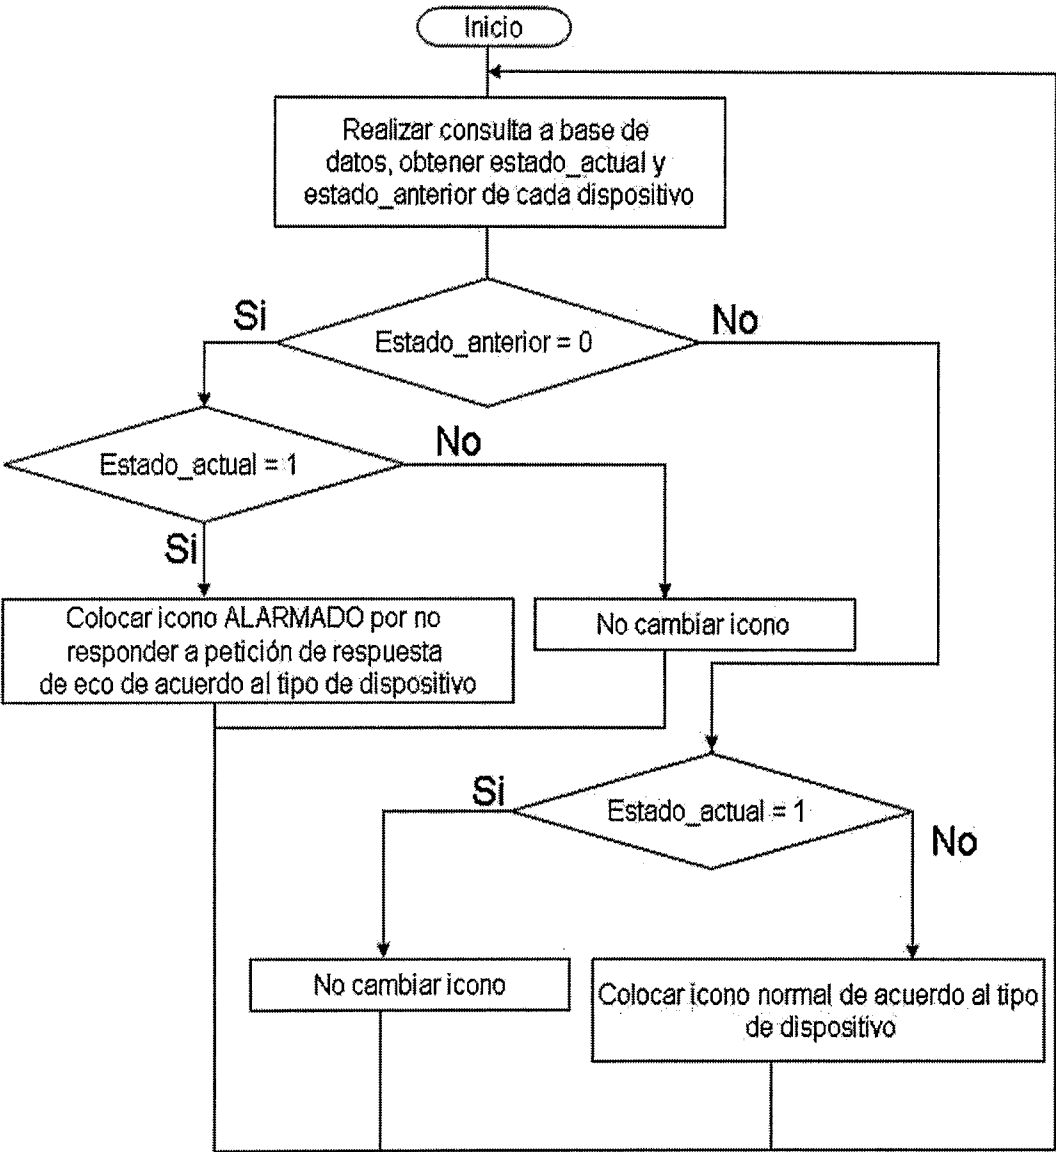 Inicio
Realizar consulta a base de
datos, obtener estado_actual y
estado_anterior de cada dispositivo
Si
No
Estado_anterior = 0
No
Estado_actual = 1
Si
Colocar icono ALARMADO por no
responder a petición de respuesta
de eco de acuerdo al tipo de dispositivo
No cambiar icono
Si
Estado_actual = 1
No
No cambiar icono
Colocar icono normal de acuerdo al tipo
de dispositivo